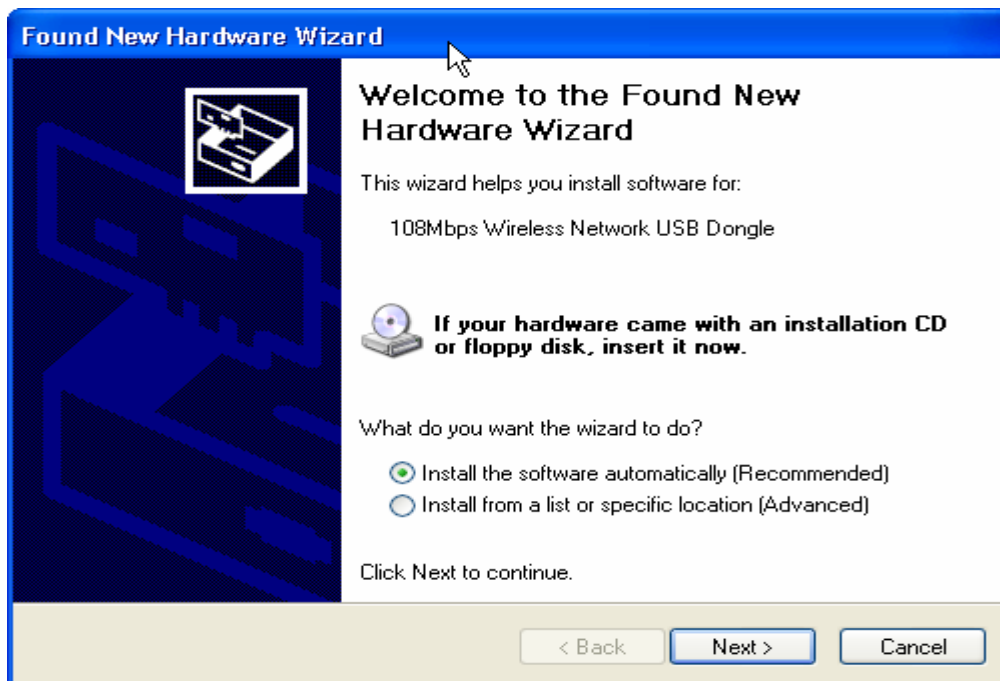 Found New Hardware Wizard
Welcome to the Found New
Hardware Wizard
This wizard helps you install software for:
108Mbps Wireless Network USB Dongle
If your hardware came with an installation CD
or floppy disk, insert it now.
What do you want the wizard to do?
Install the software automatically (Recommended)
Install from a list or specific location (Advanced)
Click Next to continue.
< Back Next > Cancel